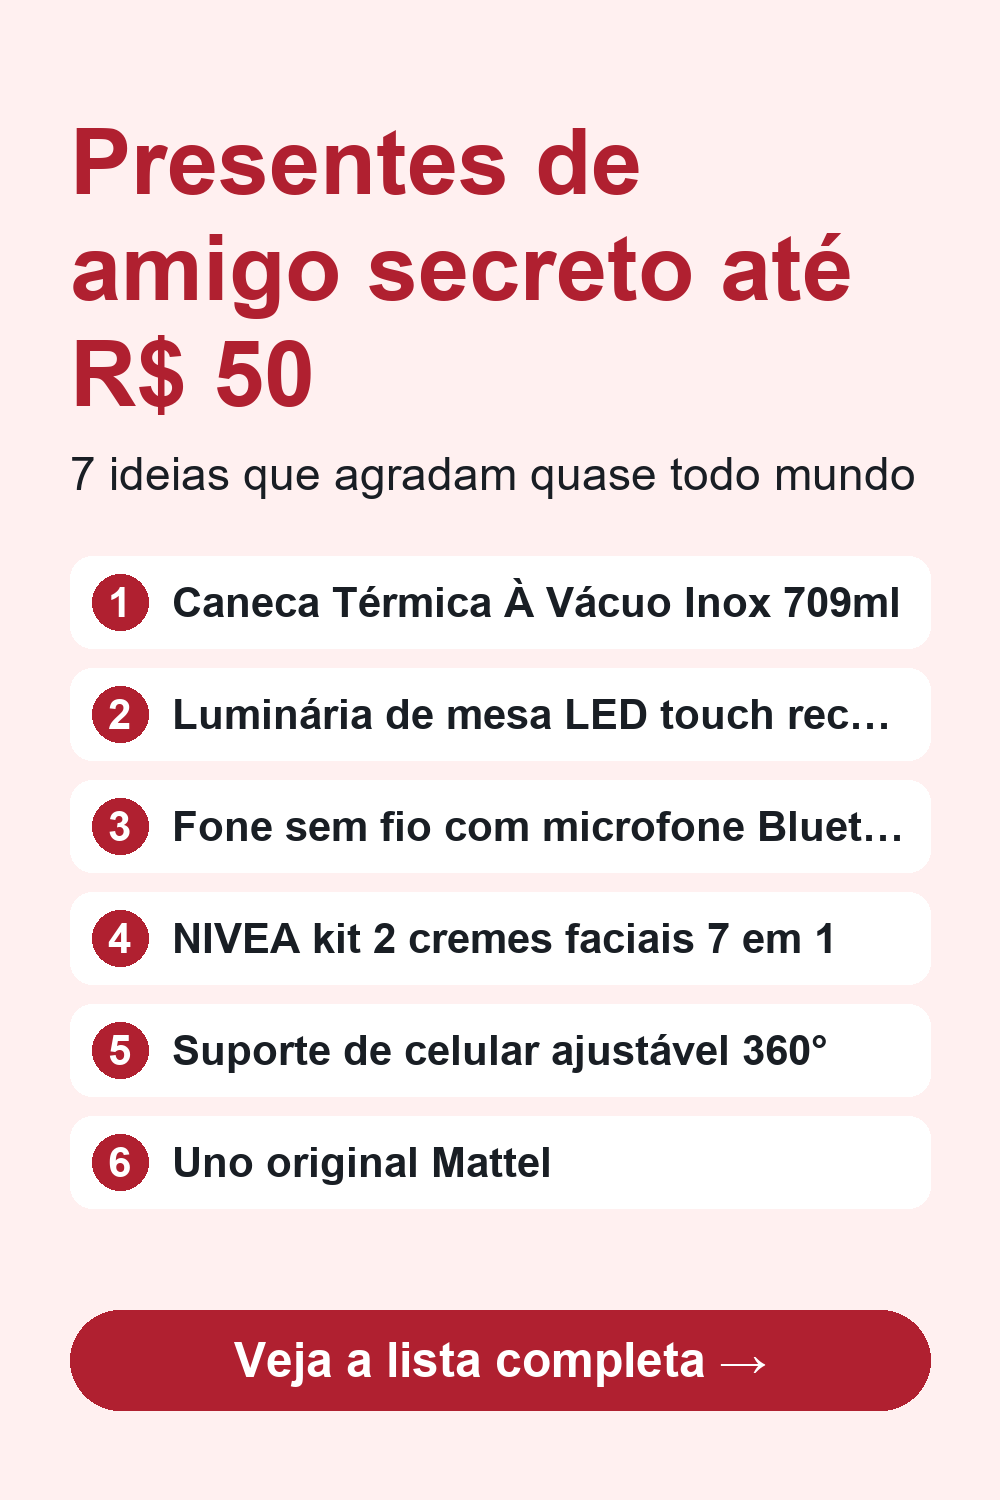 Presentes de
amigo secreto até
R$ 50
7 ideias que agradam quase todo mundo
1 Caneca Térmica À Vácuo Inox 709ml
2 Luminária de mesa LED touch rec…
3 Fone sem fio com microfone Bluet…
4 NIVEA kit 2 cremes faciais 7 em 1
5 Suporte de celular ajustável 360°
6 Uno original Mattel
Veja a lista completa →